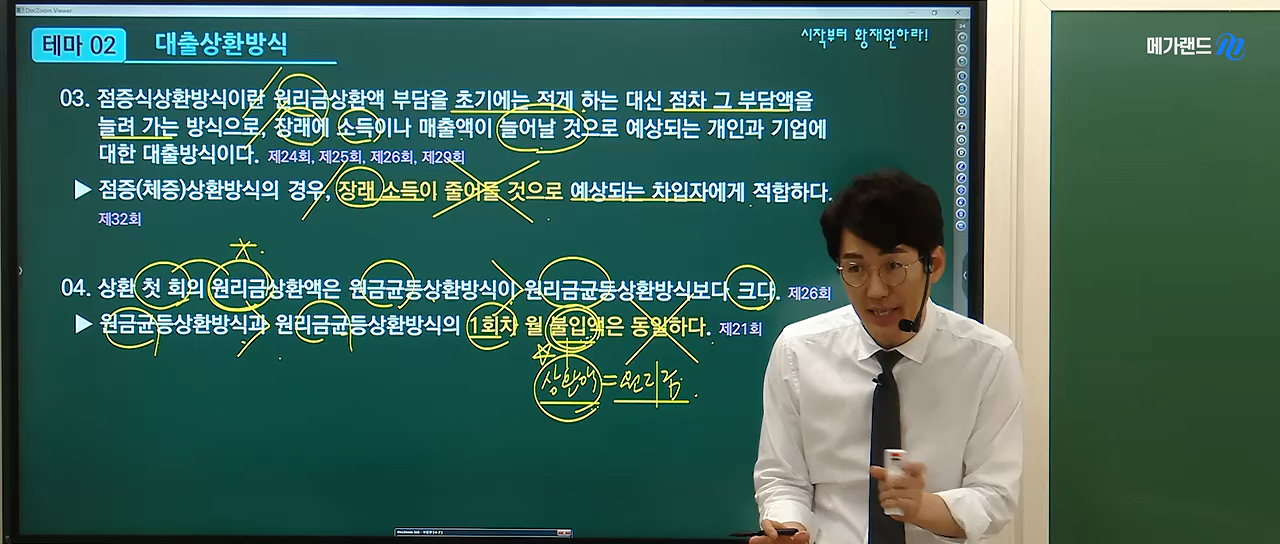 DocZoom Viewer
테마 02 대출상환방식
시작부터 황재원하라!
메가랜드
03. 점증식상환방식이란 원리금상환액 부담을 초기에는 적게 하는 대신 점차 그 부담액을
늘려 가는 방식으로, 장래에 소득이나 매출액이 늘어날 것으로 예상되는 개인과 기업에
대한 대출방식이다. 제24회, 제25회, 제26회, 제29회
▶ 점증(체증)상환방식의 경우, 장래 소득이 줄어들 것으로 예상되는 차입자에게 적합하다.
제32회
04. 상환 첫 회의 원리금상환액은 원금균등상환방식이 원리금균등상환방식보다 크다. 제26회
▶ 원금균등상환방식과 원리금균등상환방식의 1회차 월 불입액은 동일하다. 제21회
상환액 = 원리금